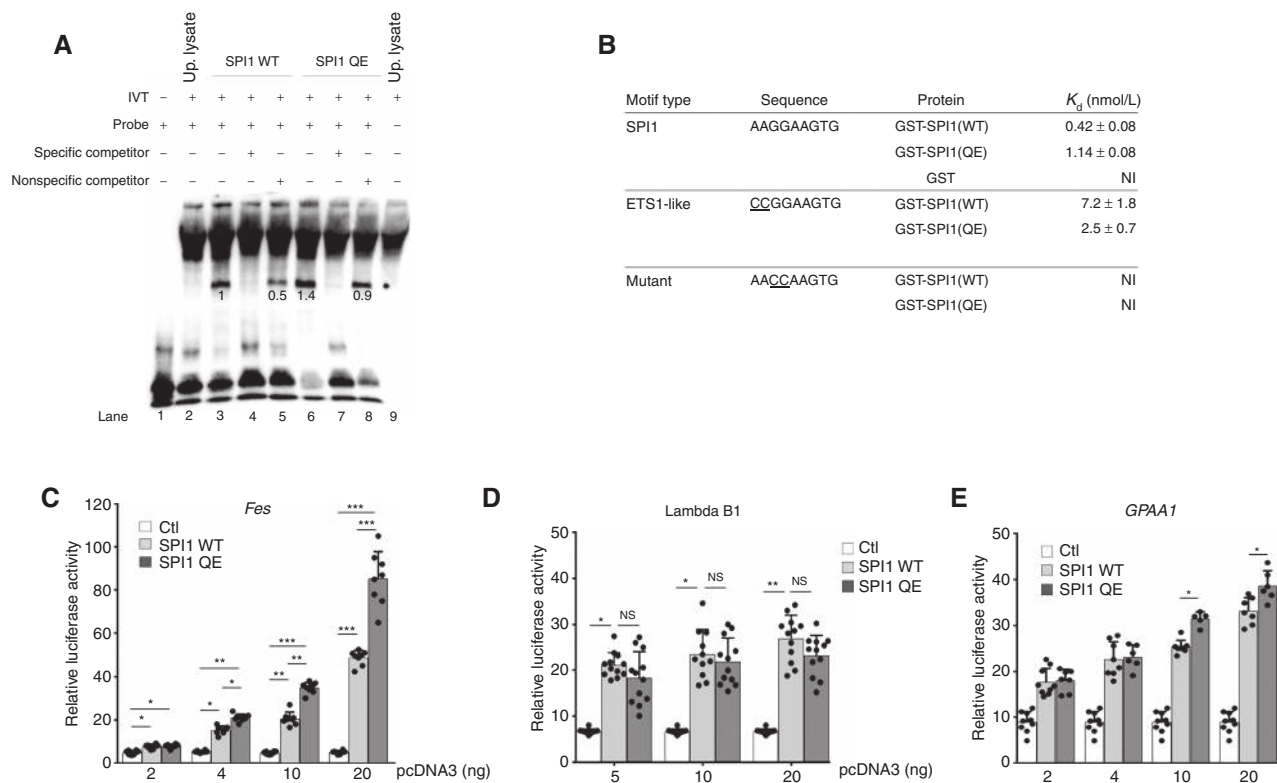 A
Up. lysate
SPI1 WT
SPI1 QE
Up. lysate
IVT – + + + + + + + +
Probe + + + + + + + + –
Specific competitor – – – + – – + – –
Nonspecific competitor – – – – + – – + –
1 0.5 1.4 0.9
Lane 1 2 3 4 5 6 7 8 9
B
Motif type Sequence Protein Kd (nmol/L)
SPI1 AAGGAAGTG GST-SPI1(WT) 0.42 ± 0.08
GST-SPI1(QE) 1.14 ± 0.08
GST NI
ETS1-like CCGGAAGTG GST-SPI1(WT) 7.2 ± 1.8
GST-SPI1(QE) 2.5 ± 0.7
Mutant AACCAAGTG GST-SPI1(WT) NI
GST-SPI1(QE) NI
C
Fes
Relative luciferase activity
120
100
80
60
40
20
0
Ctl
SPI1 WT
SPI1 QE
* *
* ** *
** *** **
*** *** ***
2 4 10 20 pcDNA3 (ng)
D
Lambda B1
Relative luciferase activity
50
40
30
20
10
0
Ctl
SPI1 WT
SPI1 QE
* NS
* NS
** NS
5 10 20 pcDNA3 (ng)
E
GPAA1
Relative luciferase activity
50
40
30
20
10
0
Ctl
SPI1 WT
SPI1 QE
*
*
2 4 10 20